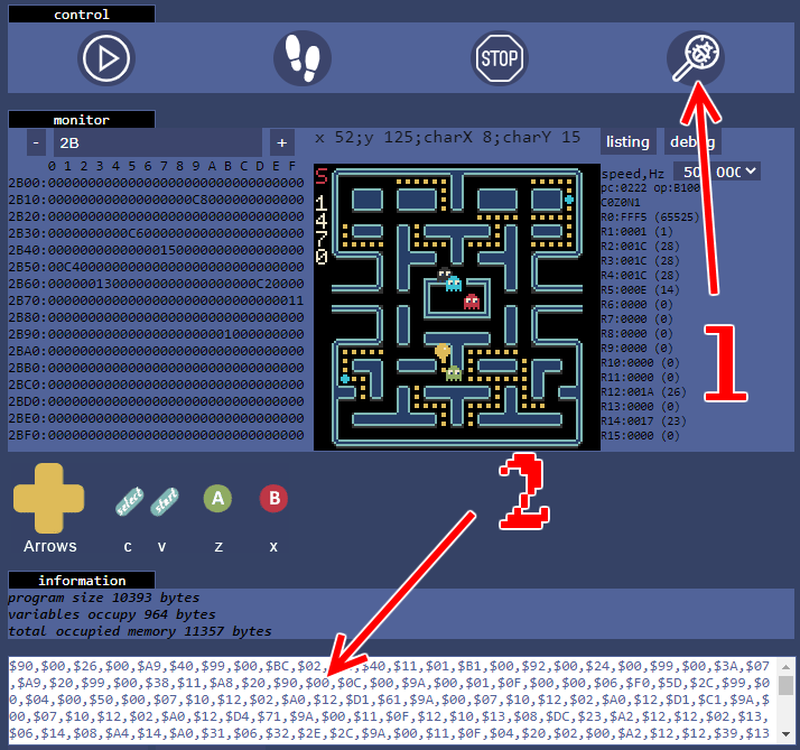 control
STOP
monitor
- 2B +
x 52;y 125;charX 8;charY 15
listing debug
0 1 2 3 4 5 6 7 8 9 A B C D E F
2B00:00000000000000000000000000000000
2B10:000000000000000000C8000000000000
2B20:00000000000000000000000000000000
2B30:0000000000C600000000000000000000
2B40:00000000000000150000000000000000
2B50:00C40000000000000000000000000000
2B60:00000013000000000000000000C20000
2B70:00000000000000000000000000000011
2B80:00000000000000000000000000000000
2B90:00000000000000000000001000000000
2BA0:00000000000000000000000000000000
2BB0:00000000000000000000000000000000
2BC0:00000000000000000000000000000000
2BD0:00000000000000000000000000000000
2BE0:00000000000000000000000000000000
2BF0:00000000000000000000000000000000
S
1
4
7
0
speed,Hz 50 000
pc:0222 op:B100
C0Z0N1
R0:FFF5 (65525)
R1:0001 (1)
R2:001C (28)
R3:001C (28)
R4:001C (28)
R5:000E (14)
R6:0000 (0)
R7:0000 (0)
R8:0000 (0)
R9:0000 (0)
R10:0000 (0)
R11:0000 (0)
R12:001A (26)
R13:0000 (0)
R14:0017 (23)
R15:0000 (0)
1
2
select start A B
Arrows c v z x
information
program size 10393 bytes
variables occupy 964 bytes
total occupied memory 11357 bytes
$90,$00,$26,$00,$A9,$40,$99,$00,$BC,$02, $40,$11,$01,$B1,$00,$92,$00,$24,$00,$99,$00,$3A,$07
,$A9,$20,$99,$00,$38,$11,$A8,$20,$90,$00,$0C,$00,$9A,$00,$01,$0F,$00,$00,$06,$F0,$5D,$2C,$99,$0
0,$04,$00,$50,$00,$07,$10,$12,$02,$A0,$12,$D1,$61,$9A,$00,$07,$10,$12,$02,$A0,$12,$D1,$C1,$9A,$
00,$07,$10,$12,$02,$A0,$12,$D4,$71,$9A,$00,$11,$0F,$12,$10,$13,$08,$DC,$23,$A2,$12,$12,$02,$13,
$06,$14,$08,$A4,$14,$A0,$31,$06,$32,$2E,$2C,$9A,$00,$11,$0F,$04,$20,$02,$00,$A2,$12,$12,$39,$13